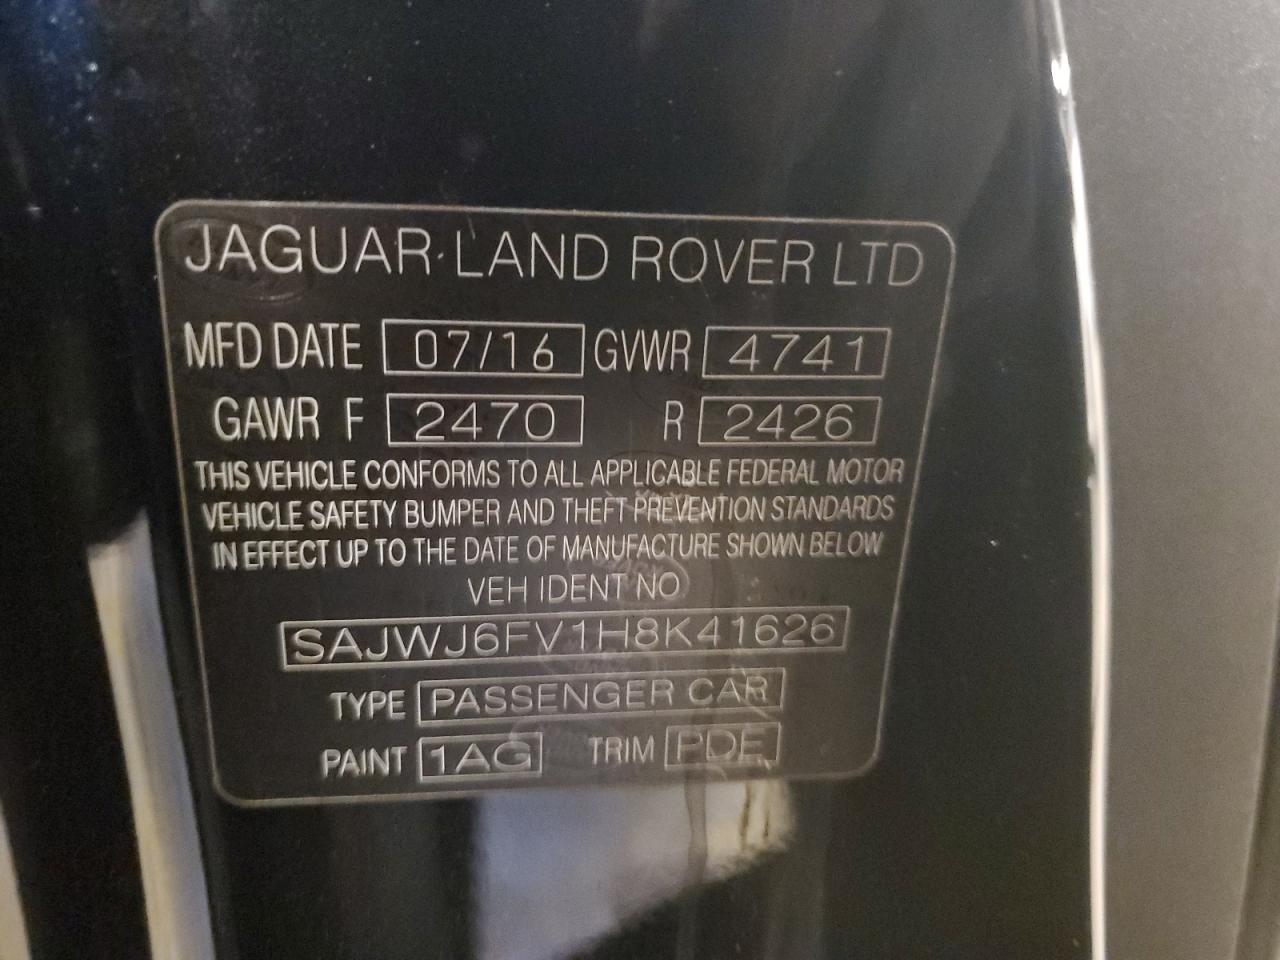 JAGUAR·LAND ROVER LTD
MFD DATE 07/16 GVWR 4741
GAWR F 2470 R 2426
THIS VEHICLE CONFORMS TO ALL APPLICABLE FEDERAL MOTOR
VEHICLE SAFETY BUMPER AND THEFT PREVENTION STANDARDS
IN EFFECT UP TO THE DATE OF MANUFACTURE SHOWN BELOW
VEH IDENT NO
SAJWJ6FV1H8K41626
TYPE PASSENGER CAR
PAINT 1AG TRIM PDE